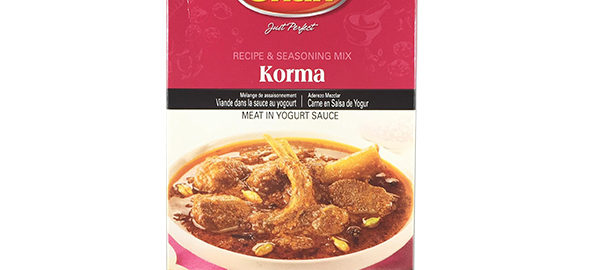 Just Perfect
RECIPE & SEASONING MIX
Korma
Mélange de assaisonnement
Viande dans la sauce au yogourt
Aderezo Mezclar
Carne en Salsa de Yogur
MEAT IN YOGURT SAUCE